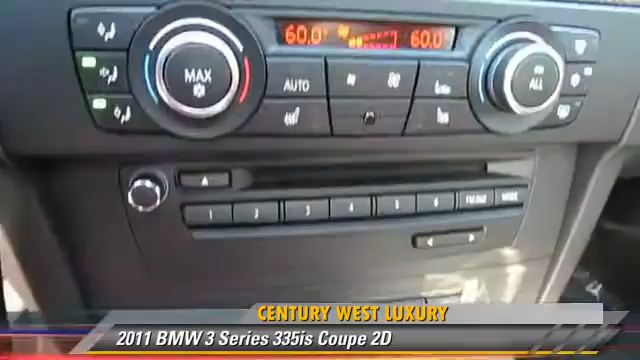 60.0° 60.0°
MAX
AUTO
ALL
1 2 3 4 5 6 FM/AM MODE
CENTURY WEST LUXURY
2011 BMW 3 Series 335is Coupe 2D